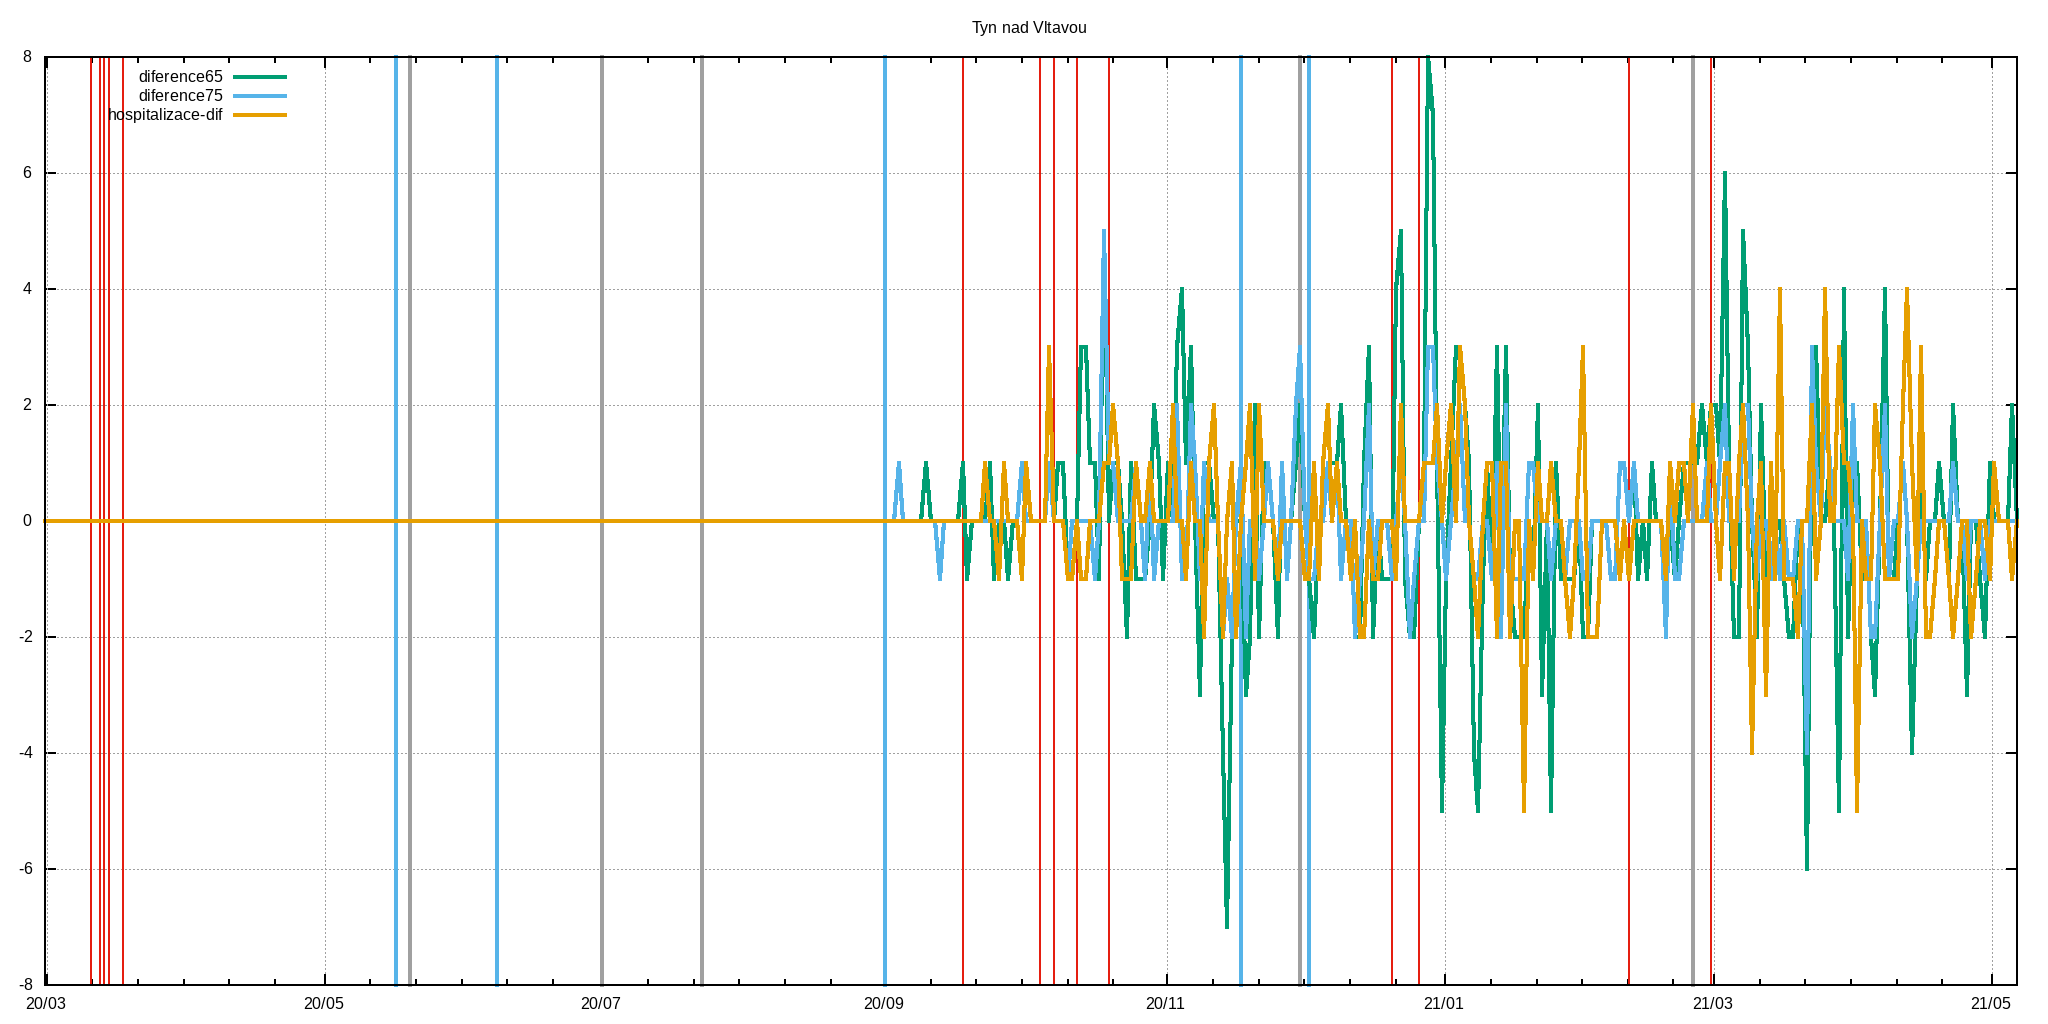 Tyn nad Vltavou
diference65
diference75
hospitalizace-dif
8
6
4
2
0
-2
-4
-6
-8
20/03 20/05 20/07 20/09 20/11 21/01 21/03 21/05